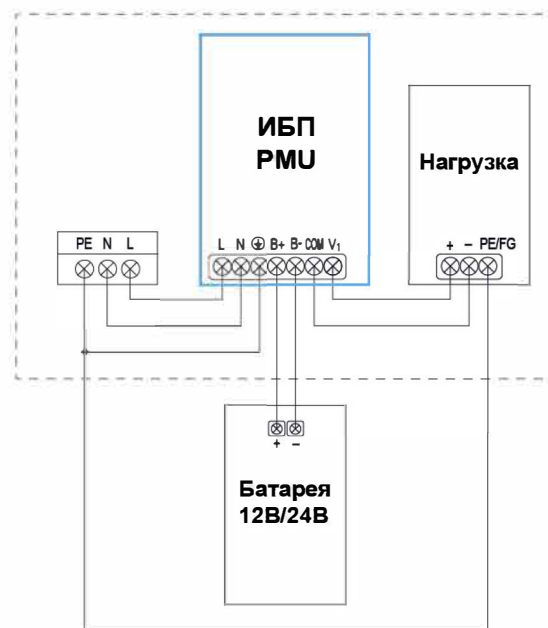 ИБП
PMU
Нагрузка
PE N L
L N B+ B- COM V1
+ − PE/FG
+ −
Батарея
12В/24В